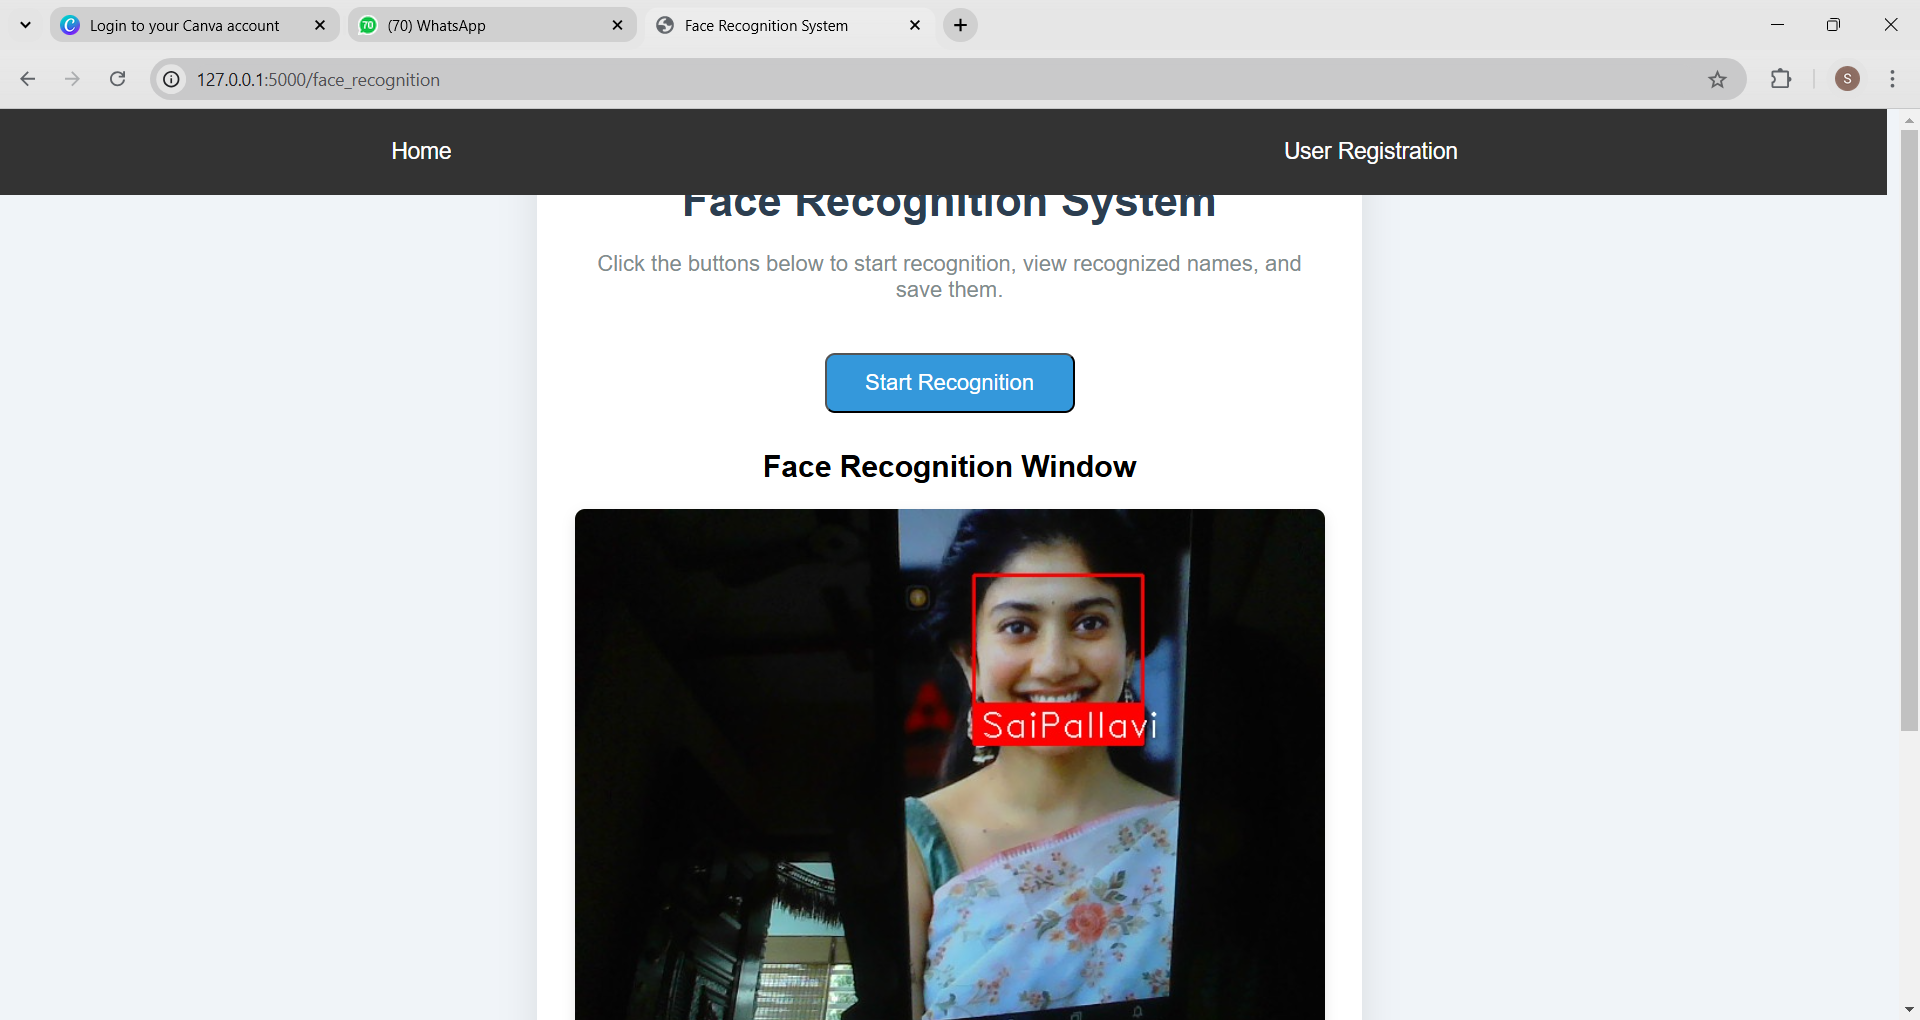 Login to your Canva account
70
(70) WhatsApp
Face Recognition System
127.0.0.1:5000/face_recognition
S
Home
User Registration
Face Recognition System
Click the buttons below to start recognition, view recognized names, and
save them.
Start Recognition
Face Recognition Window
SaiPallavi